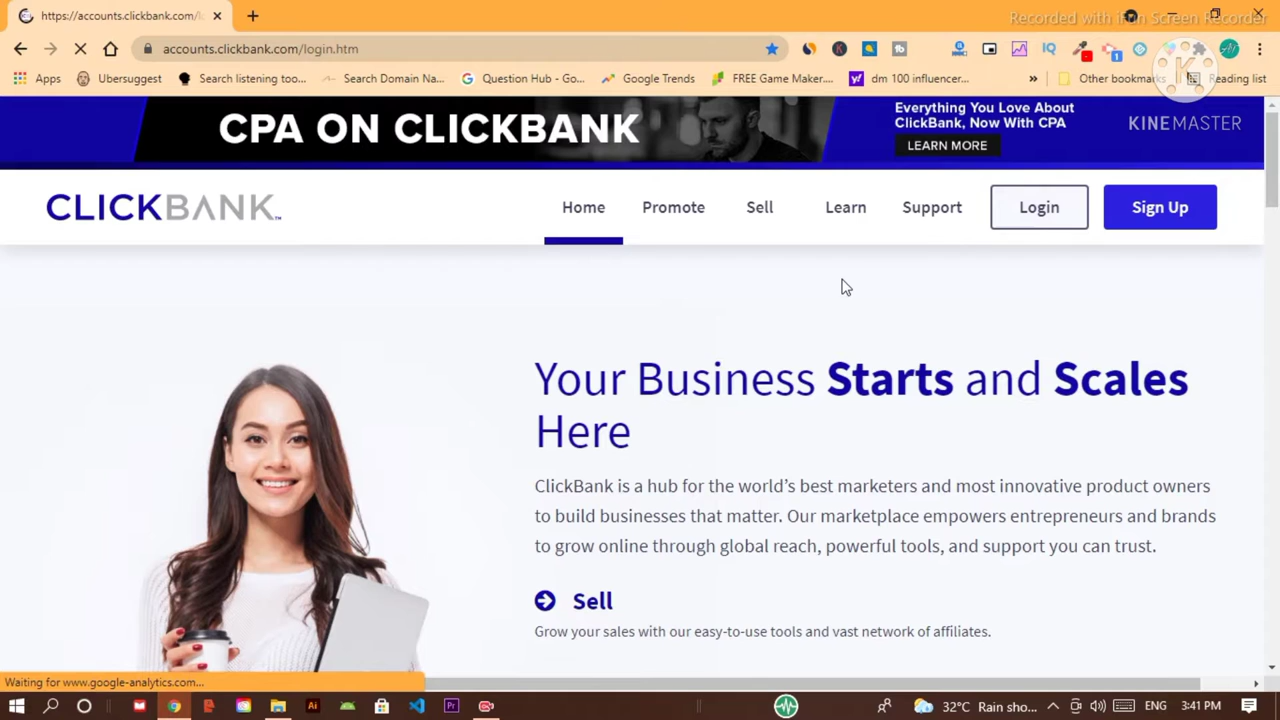 https://accounts.clickbank.com/l
Recorded with iFun Screen Recorder
accounts.clickbank.com/login.htm
IQ
Apps
Ubersuggest
Search listening too...
Search Domain Na...
Question Hub - Go...
Google Trends
FREE Game Maker....
dm 100 influencer...
»
Other bookmarks
Reading list
K
CPA ON CLICKBANK
Everything You Love About
ClickBank, Now With CPA
LEARN MORE
KINEMASTER
CLICKBANK
Home
Promote
Sell
Learn
Support
Login
Sign Up
Your Business Starts and Scales
Here
ClickBank is a hub for the world's best marketers and most innovative product owners
to build businesses that matter. Our marketplace empowers entrepreneurs and brands
to grow online through global reach, powerful tools, and support you can trust.
Sell
Grow your sales with our easy-to-use tools and vast network of affiliates.
Waiting for www.google-analytics.com...
Ai
Pr
32°C Rain sho...
ENG
3:41 PM